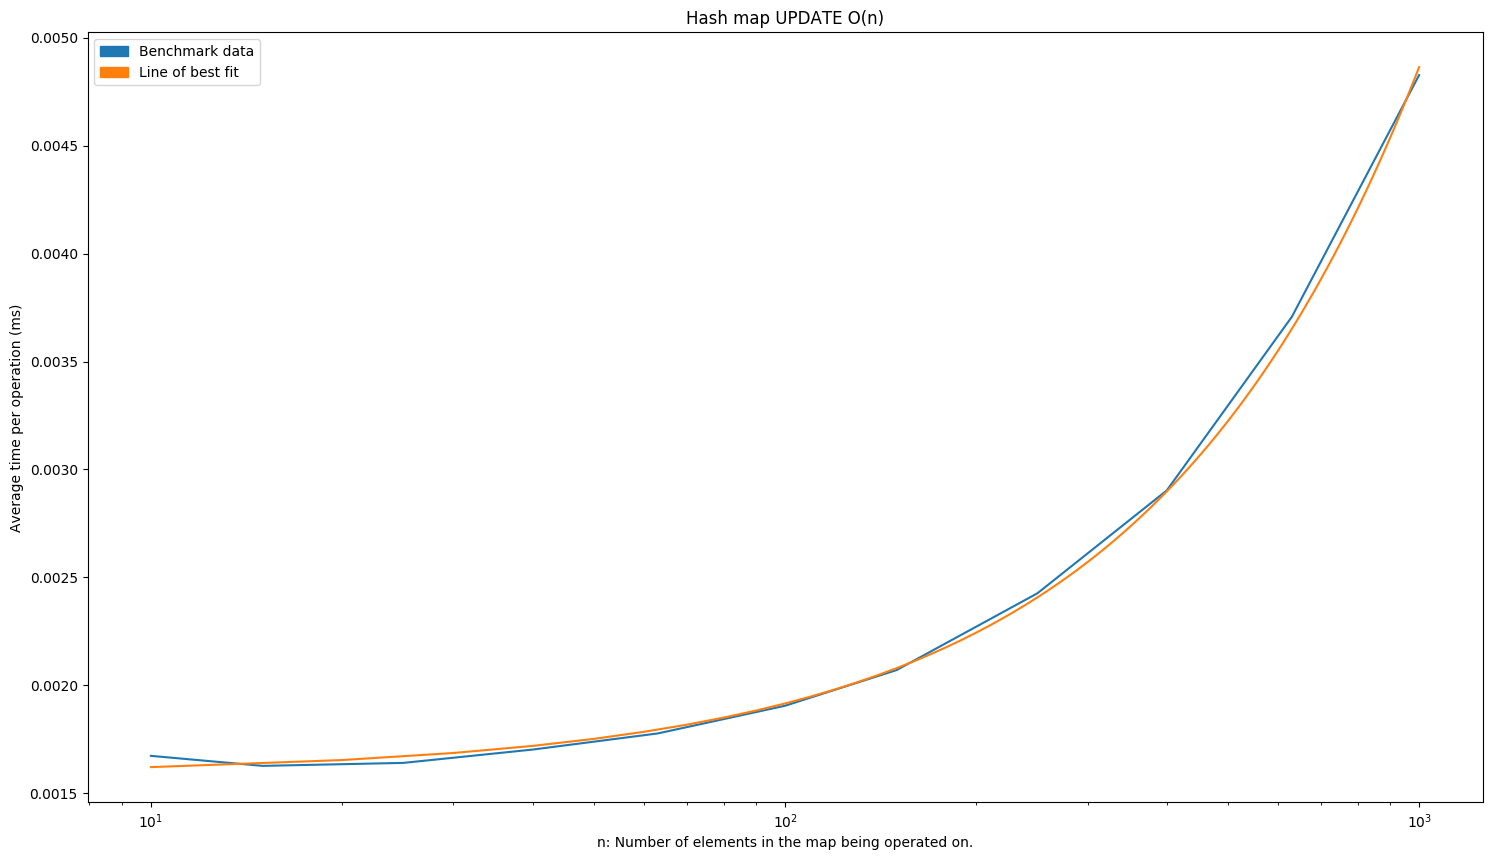 Hash map UPDATE O(n)
Benchmark data
Line of best fit
Average time per operation (ms)
0.0050
0.0045
0.0040
0.0035
0.0030
0.0025
0.0020
0.0015
10¹
10²
10³
n: Number of elements in the map being operated on.